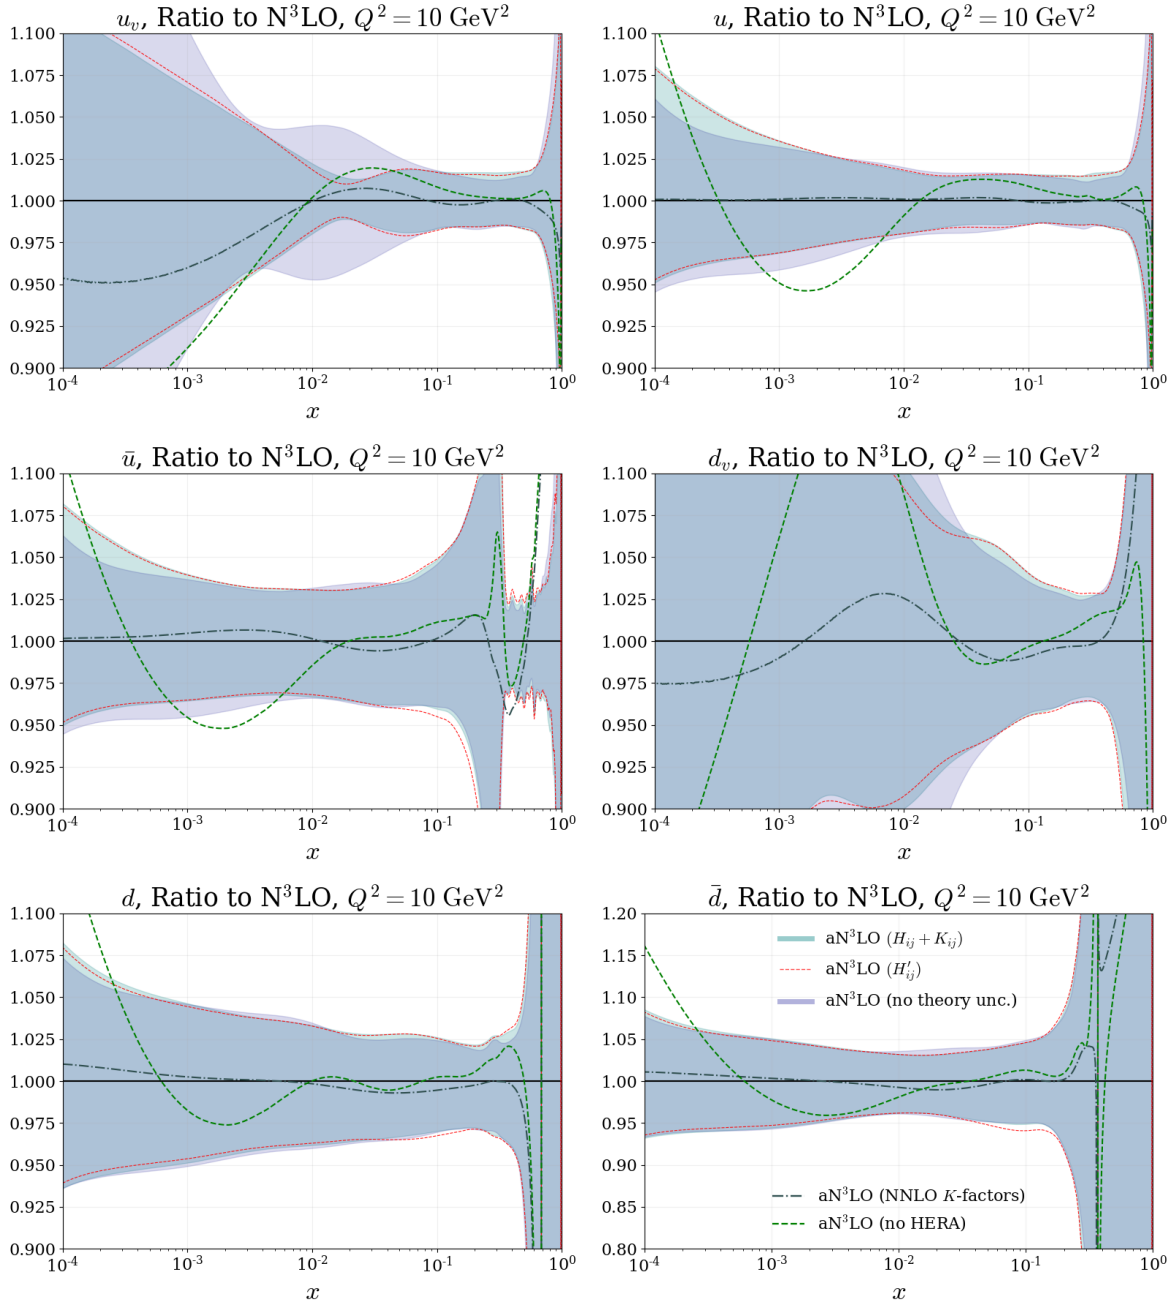 u_v, Ratio to N³LO, Q² = 10 GeV²
1.100
1.075
1.050
1.025
1.000
0.975
0.950
0.925
0.900
10⁻⁴ 10⁻³ 10⁻² 10⁻¹ 10⁰
x
u, Ratio to N³LO, Q² = 10 GeV²
1.100
1.075
1.050
1.025
1.000
0.975
0.950
0.925
0.900
10⁻⁴ 10⁻³ 10⁻² 10⁻¹ 10⁰
x
ū, Ratio to N³LO, Q² = 10 GeV²
1.100
1.075
1.050
1.025
1.000
0.975
0.950
0.925
0.900
10⁻⁴ 10⁻³ 10⁻² 10⁻¹ 10⁰
x
d_v, Ratio to N³LO, Q² = 10 GeV²
1.100
1.075
1.050
1.025
1.000
0.975
0.950
0.925
0.900
10⁻⁴ 10⁻³ 10⁻² 10⁻¹ 10⁰
x
d, Ratio to N³LO, Q² = 10 GeV²
1.100
1.075
1.050
1.025
1.000
0.975
0.950
0.925
0.900
10⁻⁴ 10⁻³ 10⁻² 10⁻¹ 10⁰
x
d̄, Ratio to N³LO, Q² = 10 GeV²
1.20
1.15
1.10
1.05
1.00
0.95
0.90
0.85
0.80
aN³LO (H_ij + K_ij)
aN³LO (H′_ij)
aN³LO (no theory unc.)
aN³LO (NNLO K-factors)
aN³LO (no HERA)
10⁻⁴ 10⁻³ 10⁻² 10⁻¹ 10⁰
x